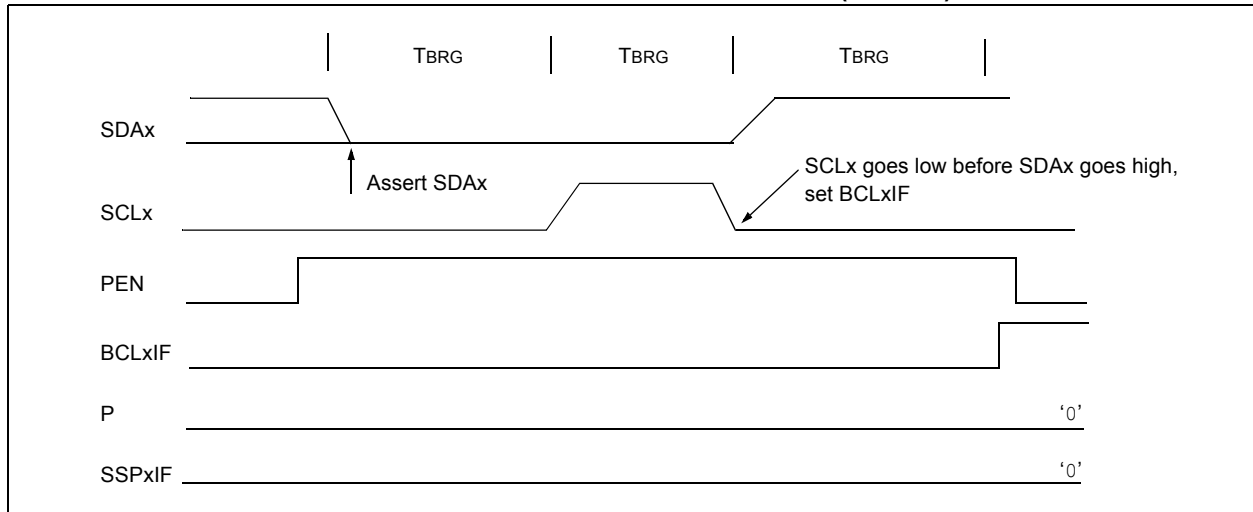 TBRG TBRG TBRG
SDAx
Assert SDAx
SCLx goes low before SDAx goes high,
set BCLxIF
SCLx
PEN
BCLxIF
P ‘0’
SSPxIF ‘0’